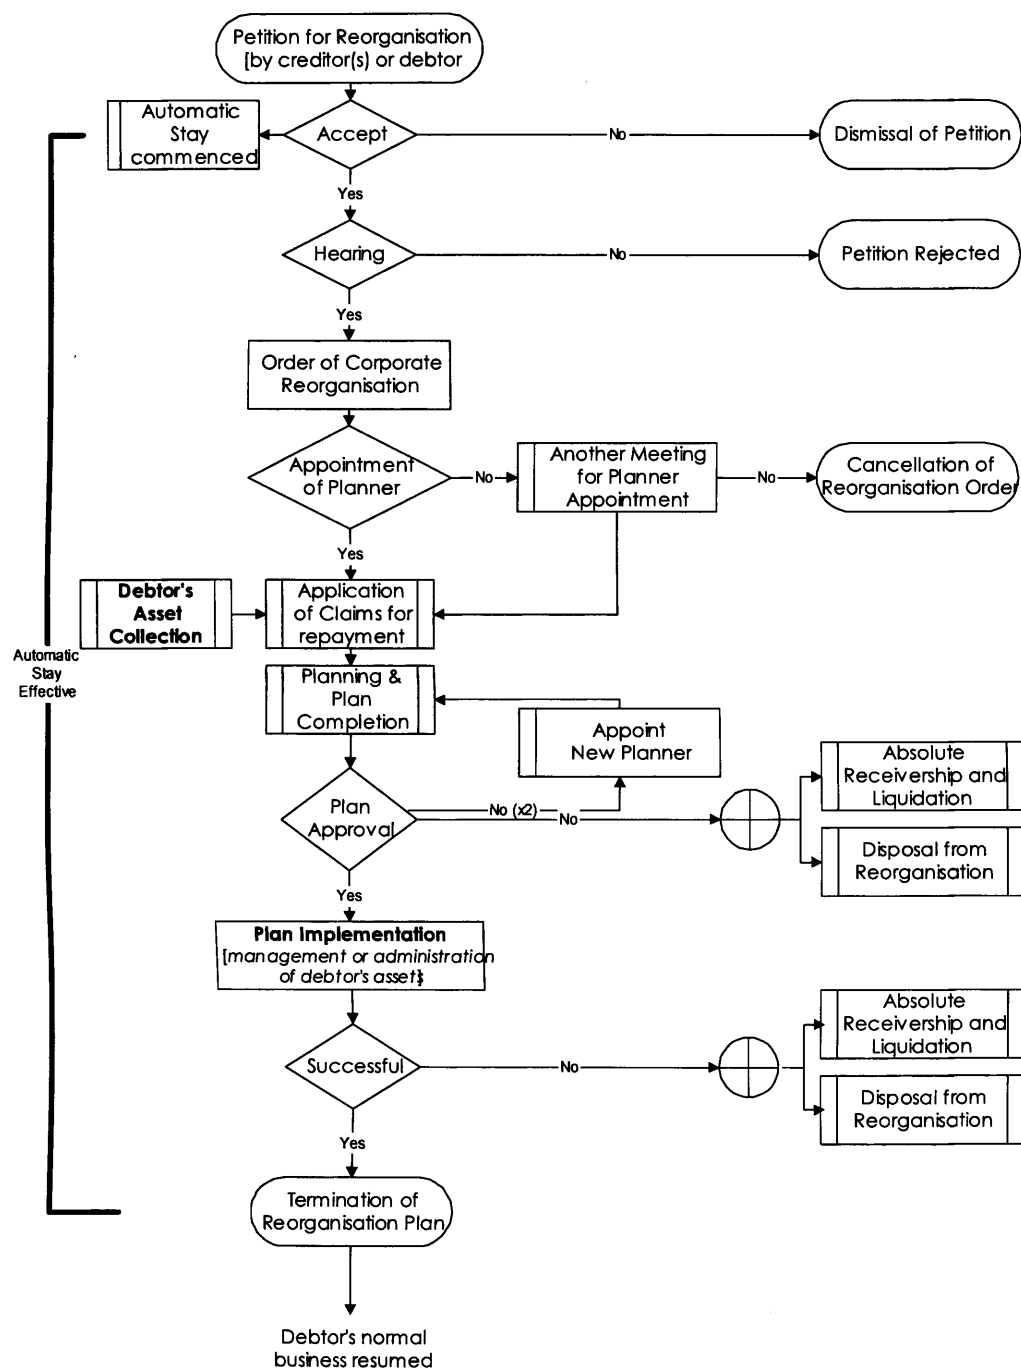 Petition for Reorganisation
[by creditor(s) or debtor
Automatic
Stay
commenced
Accept
No
Dismissal of Petition
Yes
Hearing
No
Petition Rejected
Yes
Order of Corporate
Reorganisation
Appointment
of Planner
No
Another Meeting
for Planner
Appointment
No
Cancellation of
Reorganisation Order
Yes
Debtor's
Asset
Collection
Application
of Claims for
repayment
Automatic
Stay
Effective
Planning &
Plan
Completion
Appoint
New Planner
Plan
Approval
No (x2)
No
Absolute
Receivership and
Liquidation
Disposal from
Reorganisation
Yes
Plan Implementation
[management or administration
of debtor's asset]s
Successful
No
Absolute
Receivership and
Liquidation
Disposal from
Reorganisation
Yes
Termination of
Reorganisation Plan
Debtor's normal
business resumed